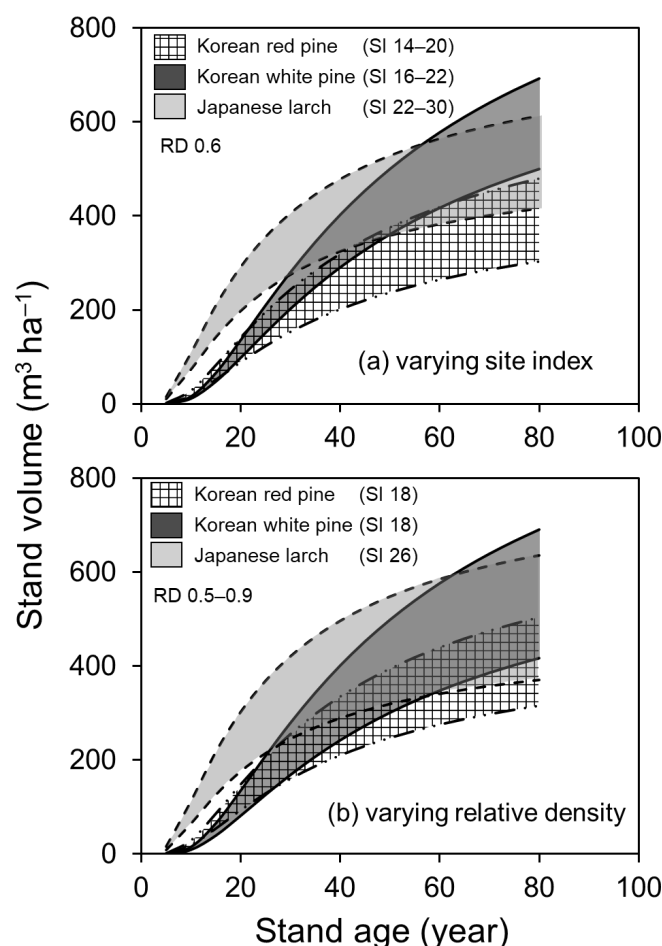 Stand volume (m³ ha⁻¹)
800
600
400
200
0
Korean red pine (SI 14–20)
Korean white pine (SI 16–22)
Japanese larch (SI 22–30)
RD 0.6
(a) varying site index
0 20 40 60 80 100
800
600
400
200
0
Korean red pine (SI 18)
Korean white pine (SI 18)
Japanese larch (SI 26)
RD 0.5–0.9
(b) varying relative density
0 20 40 60 80 100
Stand age (year)